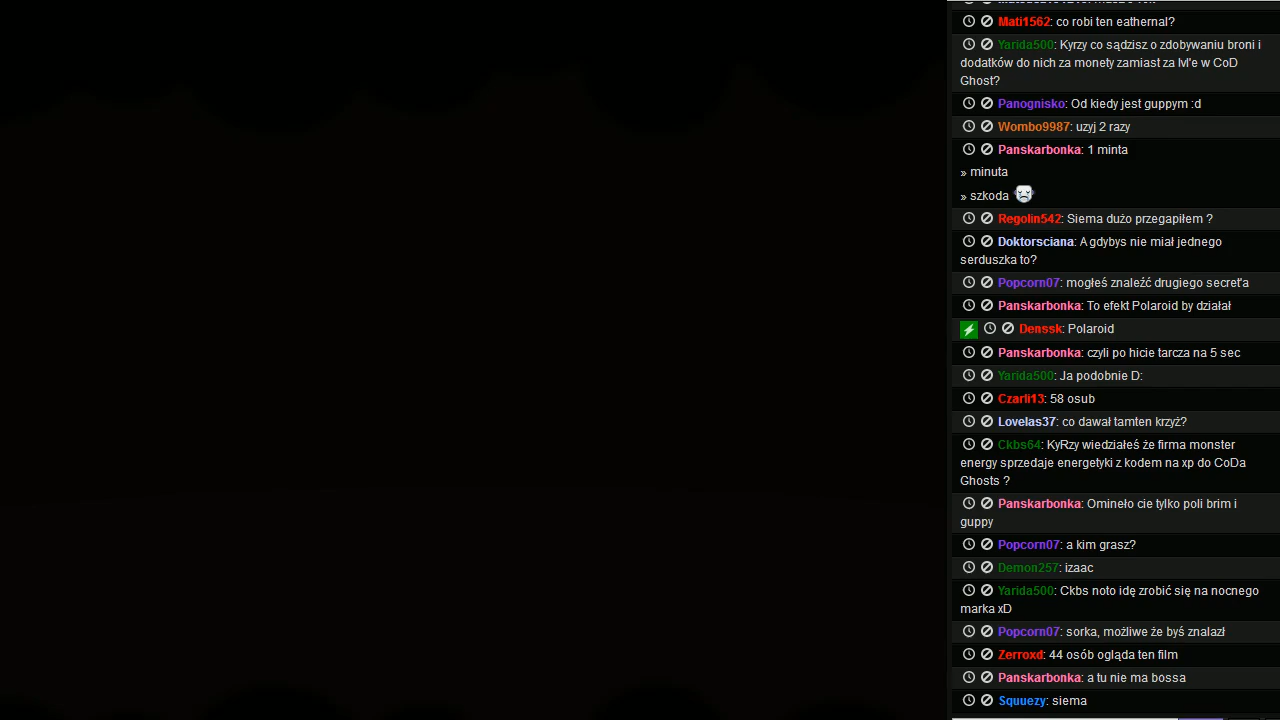 Mati1562: co robi ten eathernal?
Yarida500: Kyrzy co sądzisz o zdobywaniu broni i
dodatków do nich za monety zamiast za lvl'e w CoD
Ghost?
Panognisko: Od kiedy jest guppym :d
Wombo9987: uzyj 2 razy
Panskarbonka: 1 minta
» minuta
» szkoda
Regolin542: Siema dużo przegapiłem ?
Doktorsciana: A gdybys nie miał jednego
serduszka to?
Popcorn07: mogłeś znaleźć drugiego secret'a
Panskarbonka: To efekt Polaroid by działał
Denssk: Polaroid
Panskarbonka: czyli po hicie tarcza na 5 sec
Yarida500: Ja podobnie D:
Czarli13: 58 osub
Lovelas37: co dawał tamten krzyż?
Ckbs64: KyRzy wiedziałeś że firma monster
energy sprzedaje energetyki z kodem na xp do CoDa
Ghosts ?
Panskarbonka: Omineło cie tylko poli brim i
guppy
Popcorn07: a kim grasz?
Demon257: izaac
Yarida500: Ckbs noto idę zrobić się na nocnego
marka xD
Popcorn07: sorka, możliwe że byś znalazł
Zerroxd: 44 osób ogląda ten film
Panskarbonka: a tu nie ma bossa
Squuezy: siema